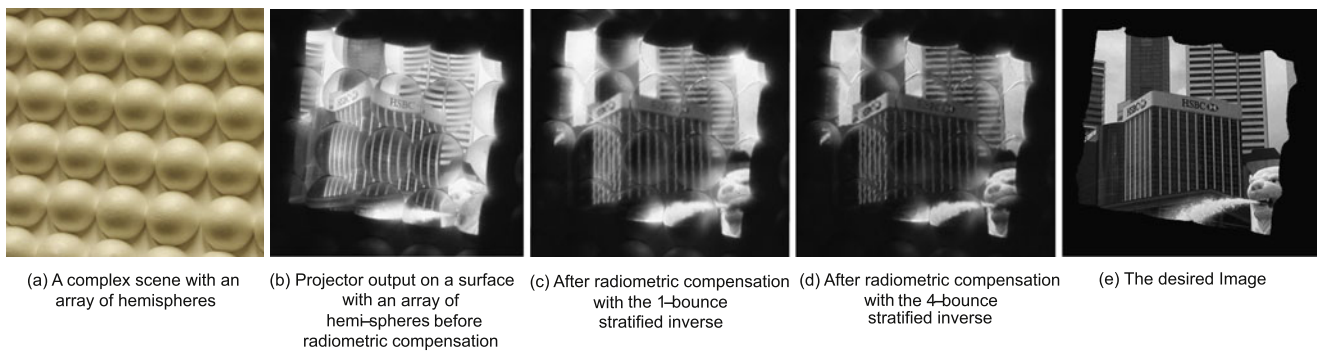 HSBC
HSBC
HSBC
(a) A complex scene with an
array of hemispheres
(b) Projector output on a surface
with an array of
hemi-spheres before
radiometric compensation
(c) After radiometric compensation
with the 1-bounce
stratified inverse
(d) After radiometric compensation
with the 4-bounce
stratified inverse
(e) The desired Image